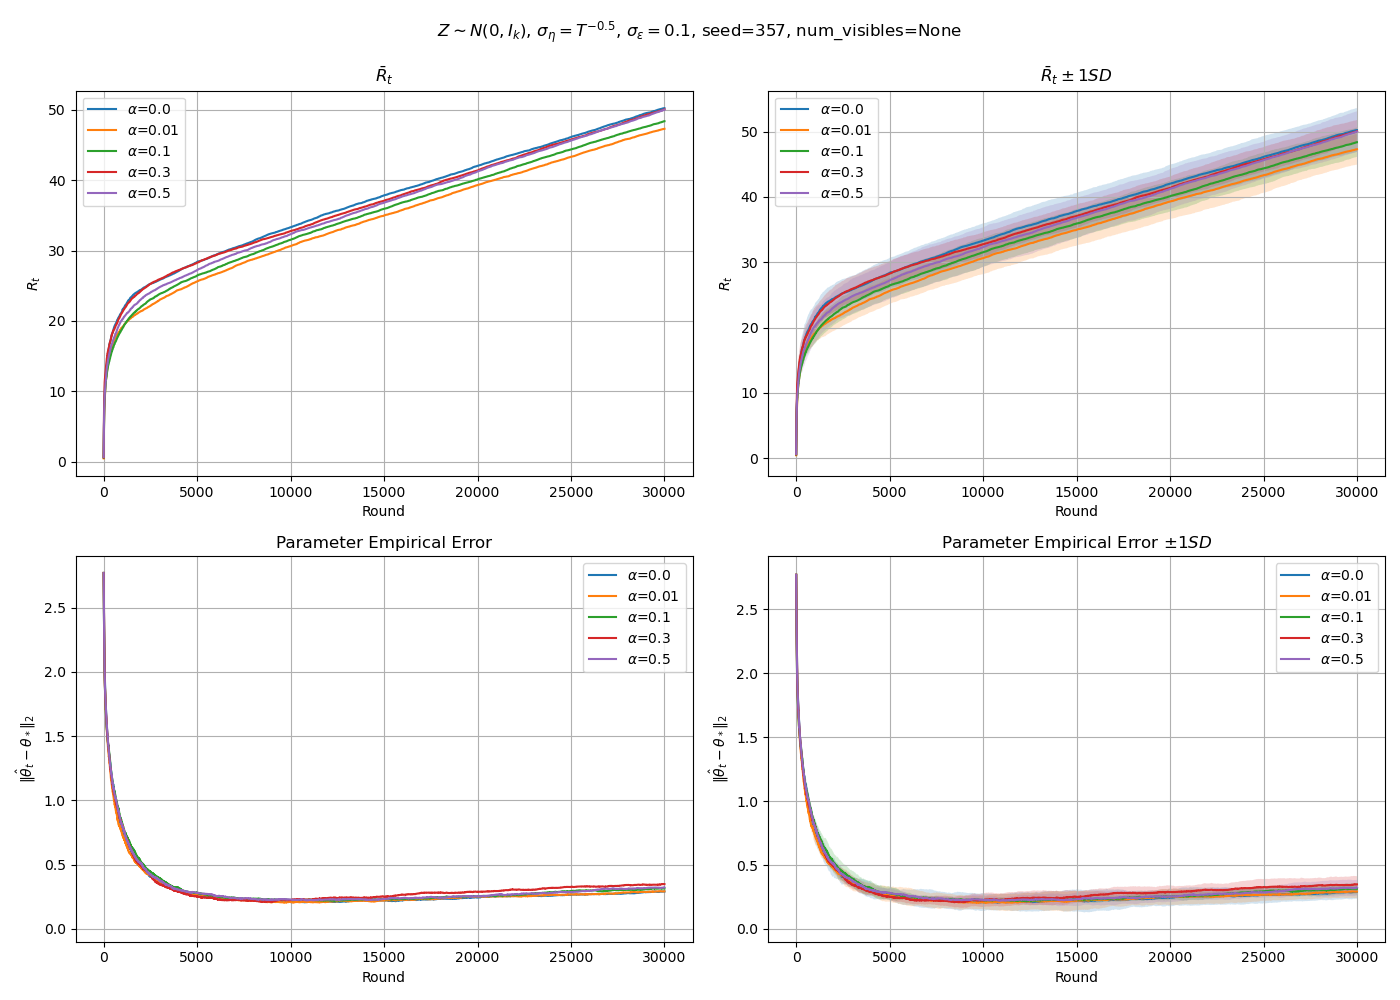 Z ~ N(0, I_k), σ_η = T^{-0.5}, σ_ε = 0.1, seed=357, num_visibles=None
R̄_t
R_t
50
40
30
20
10
0
α=0.0
α=0.01
α=0.1
α=0.3
α=0.5
0 5000 10000 15000 20000 25000 30000
Round
R̄_t ± 1SD
R_t
50
40
30
20
10
0
α=0.0
α=0.01
α=0.1
α=0.3
α=0.5
0 5000 10000 15000 20000 25000 30000
Round
Parameter Empirical Error
‖θ̂_t − θ_*‖_2
2.5
2.0
1.5
1.0
0.5
0.0
α=0.0
α=0.01
α=0.1
α=0.3
α=0.5
0 5000 10000 15000 20000 25000 30000
Round
Parameter Empirical Error ±1SD
‖θ̂_t − θ_*‖_2
2.5
2.0
1.5
1.0
0.5
0.0
α=0.0
α=0.01
α=0.1
α=0.3
α=0.5
0 5000 10000 15000 20000 25000 30000
Round